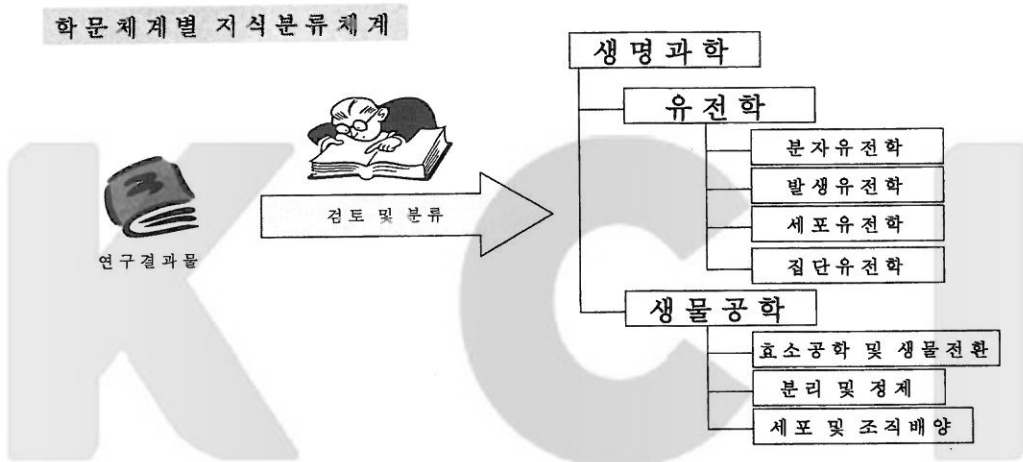 학문체계별 지식분류체계
연구결과물
검토 및 분류
생명과학
유전학
분자유전학
발생유전학
세포유전학
집단유전학
생물공학
효소공학 및 생물전환
분리 및 정제
세포 및 조직배양
KCI